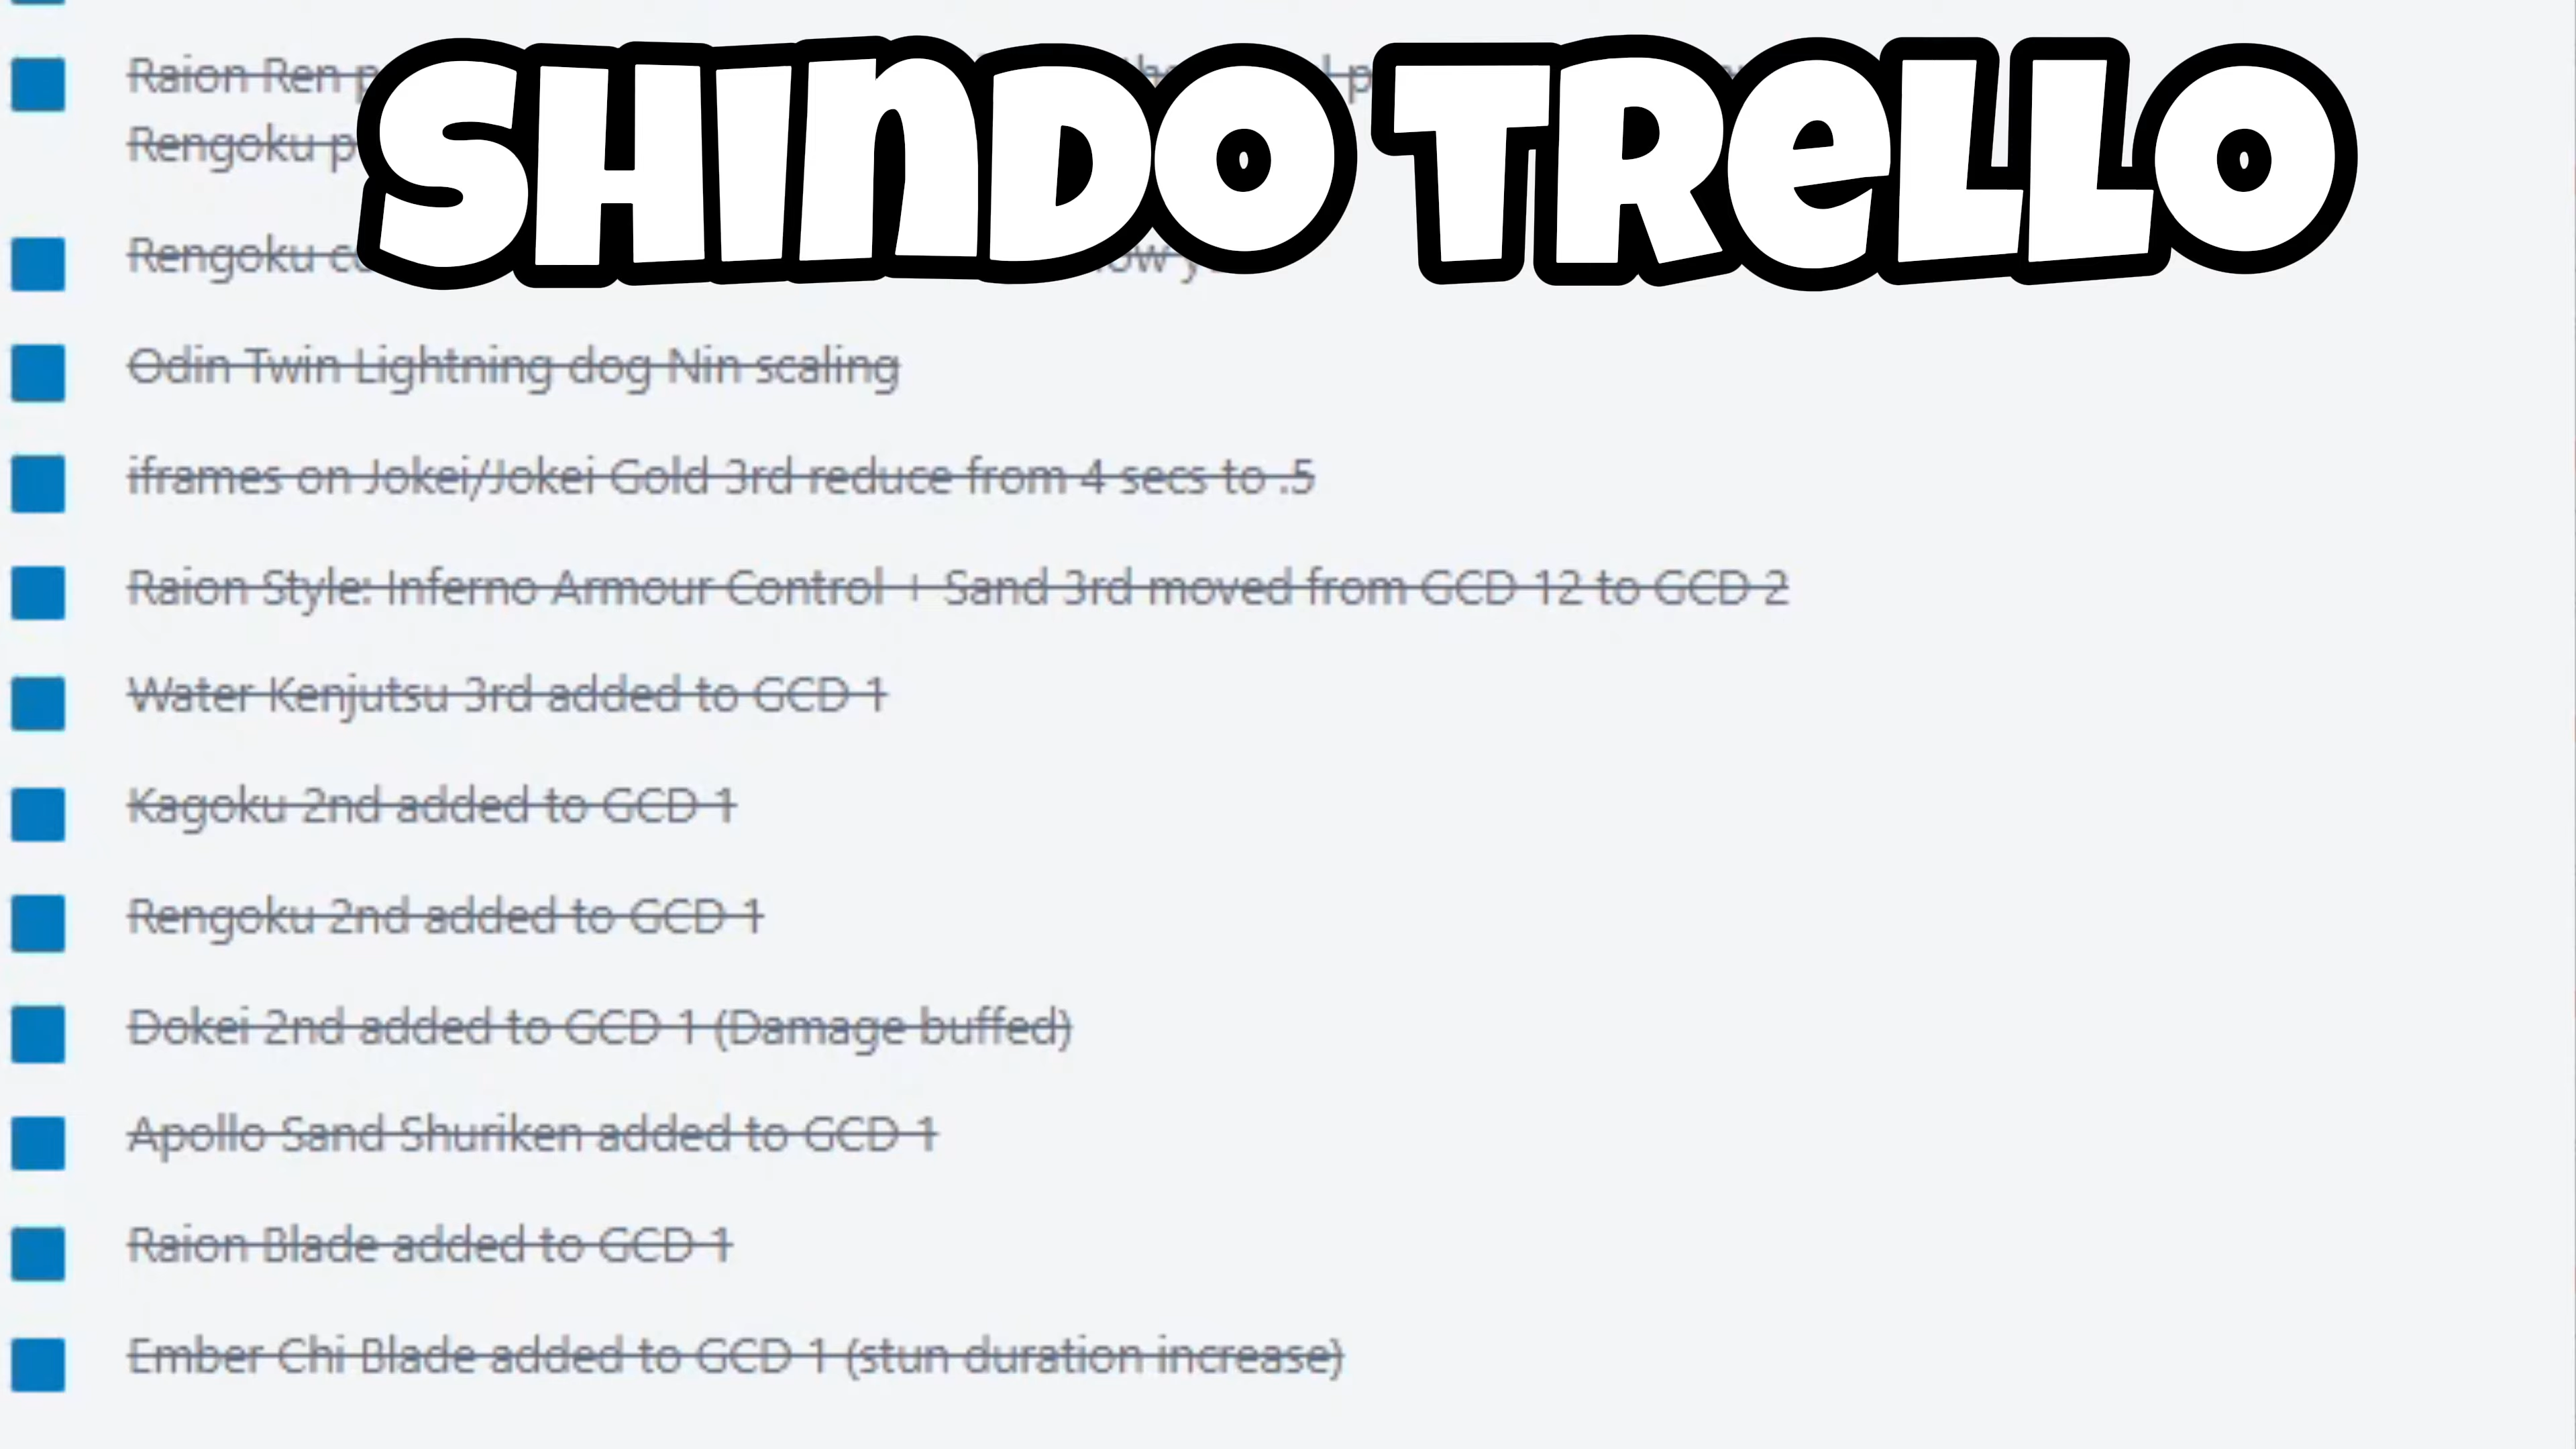 SHINDO TRELLO
Raion Ren
Rengoku
Rengoku
Odin Twin Lightning dog Nin scaling
iframes on Jokei/Jokei Gold 3rd reduce from 4 secs to .5
Raion Style: Inferno Armour Control + Sand 3rd moved from GCD 12 to GCD 2
Water Kenjutsu 3rd added to GCD 1
Kagoku 2nd added to GCD 1
Rengoku 2nd added to GCD 1
Dokei 2nd added to GCD 1 (Damage buffed)
Apollo Sand Shuriken added to GCD 1
Raion Blade added to GCD 1
Ember Chi Blade added to GCD 1 (stun duration increase)